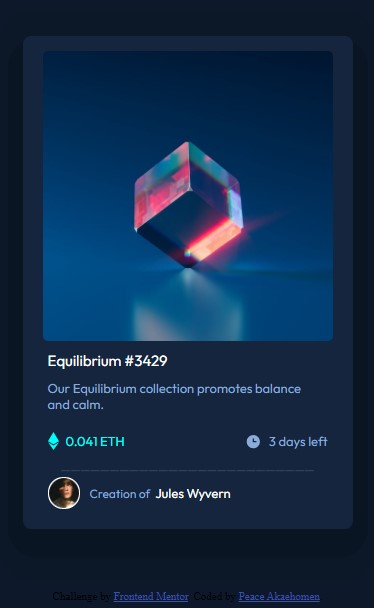 Equilibrium #3429
Our Equilibrium collection promotes balance
and calm.
0.041 ETH
3 days left
Creation of Jules Wyvern
Challenge by Frontend Mentor. Coded by Peace Akaehomen.